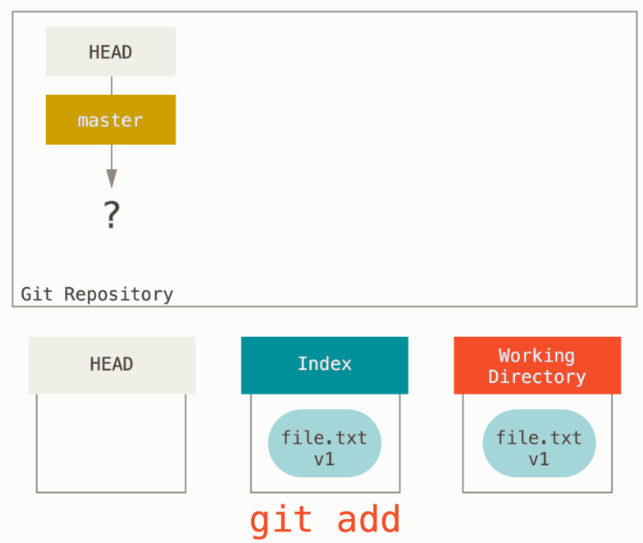 HEAD
master
?
Git Repository
HEAD
Index
Working
Directory
file.txt
v1
file.txt
v1
git add